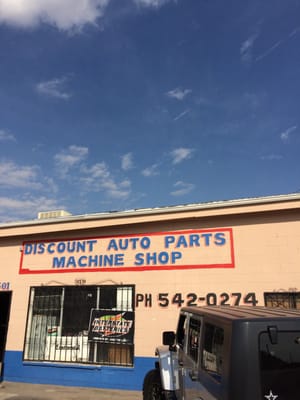 DISCOUNT AUTO PARTS
MACHINE SHOP
PH 542-0274